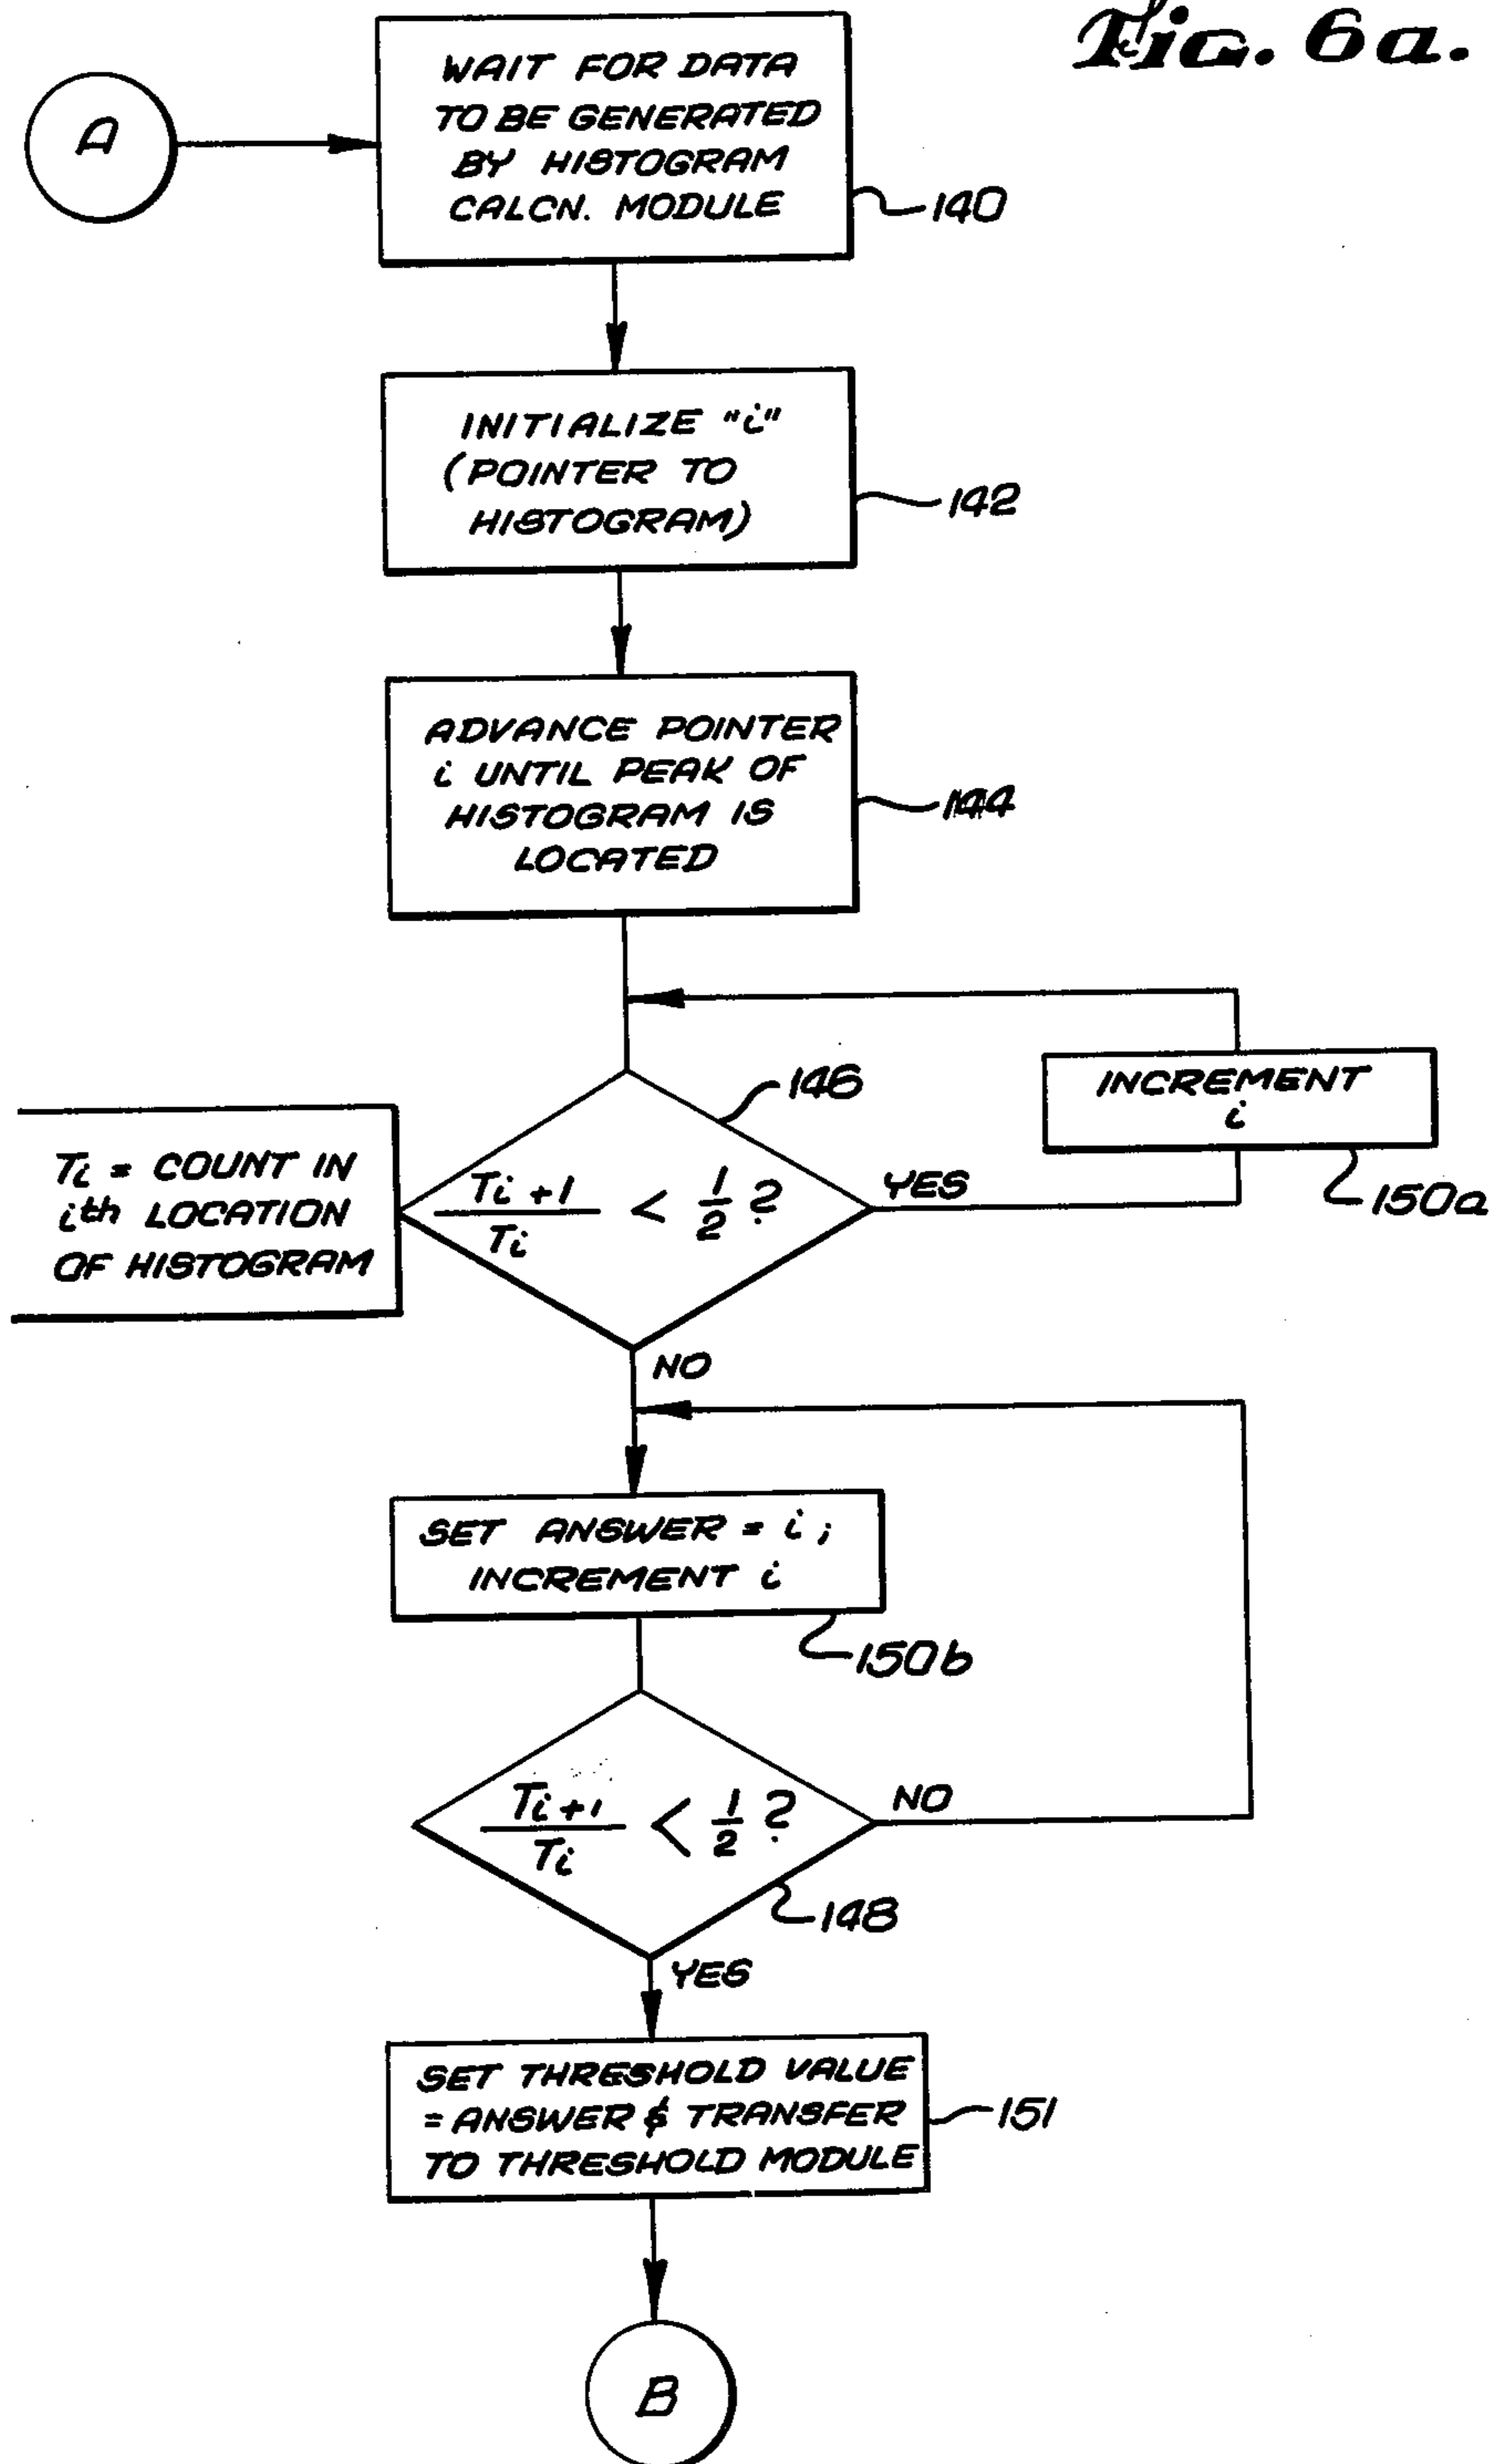 Fig. 6a.
A
WAIT FOR DATA
TO BE GENERATED
BY HISTOGRAM
CALCN. MODULE
140
INITIALIZE "i"
(POINTER TO
HISTOGRAM)
142
ADVANCE POINTER
i UNTIL PEAK OF
HISTOGRAM IS
LOCATED
144
INCREMENT
i
150a
146
Ti = COUNT IN
ith LOCATION
OF HISTOGRAM
Ti+1
Ti
< 1/2 ?
YES
NO
SET ANSWER = i ;
INCREMENT i
150b
Ti+1
Ti
< 1/2 ?
NO
148
YES
SET THRESHOLD VALUE
= ANSWER & TRANSFER
TO THRESHOLD MODULE
151
B